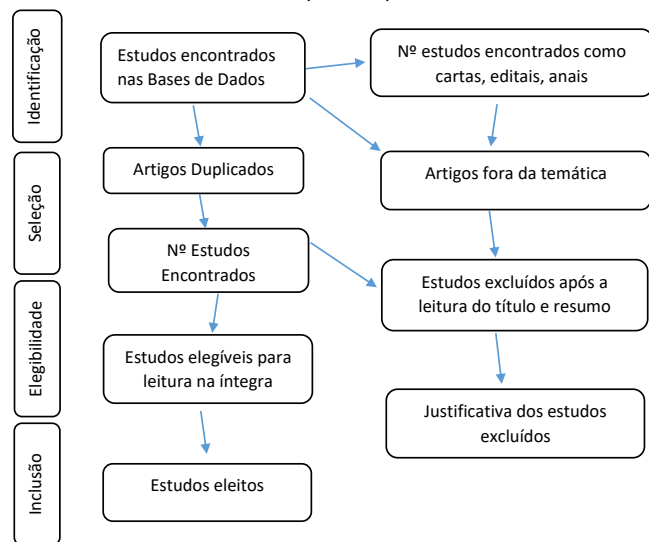 Identificação
Estudos encontrados
nas Bases de Dados
Nº estudos encontrados como
cartas, editais, anais
Seleção
Artigos Duplicados
Artigos fora da temática
Nº Estudos
Encontrados
Elegibilidade
Estudos excluídos após a
leitura do título e resumo
Estudos elegíveis para
leitura na íntegra
Justificativa dos estudos
excluídos
Inclusão
Estudos eleitos